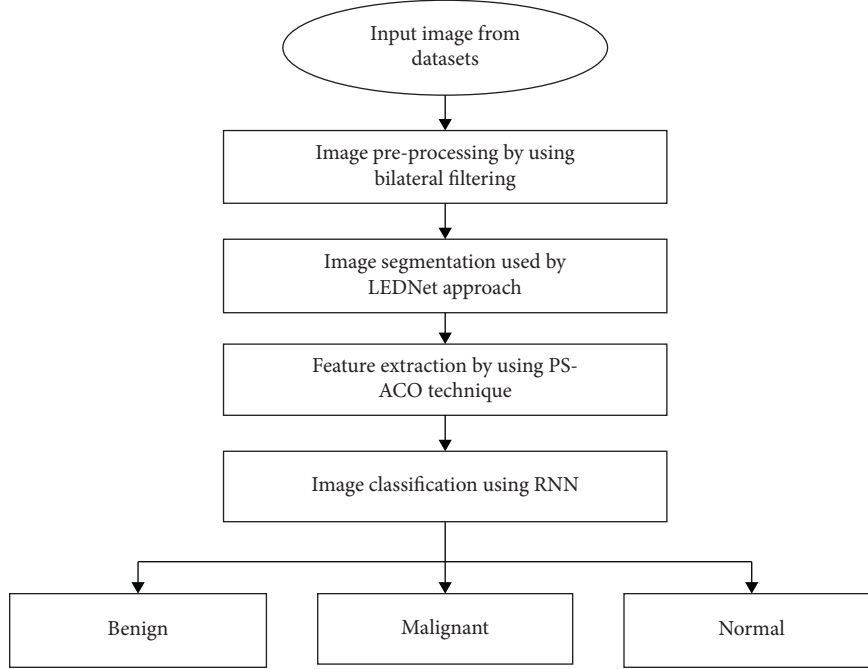 Input image from
datasets
Image pre-processing by using
bilateral filtering
Image segmentation used by
LEDNet approach
Feature extraction by using PS-
ACO technique
Image classification using RNN
Benign
Malignant
Normal